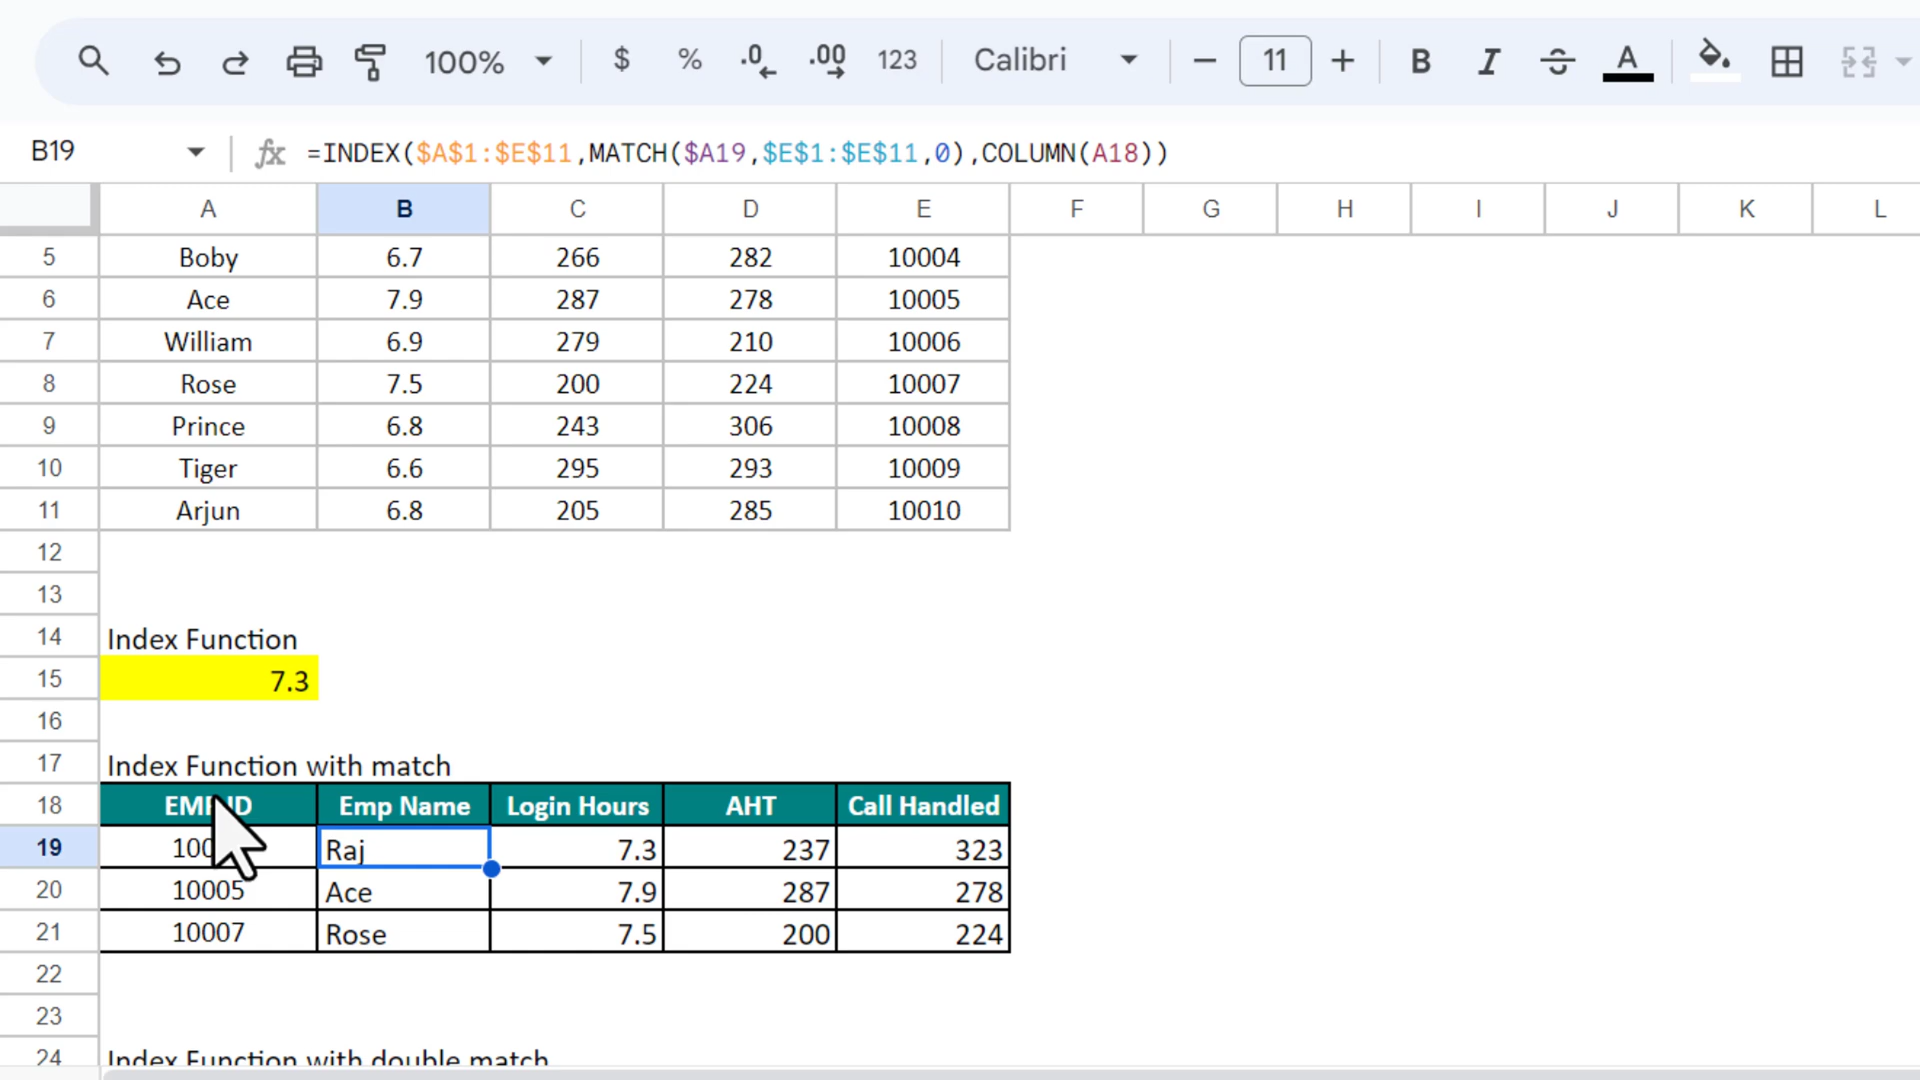 100% $ % .0 .00 123 Calibri 11 B I A
B19 fx =INDEX($A$1:$E$11,MATCH($A19,$E$1:$E$11,0),COLUMN(A18))
A B C D E F G H I J K L
5 Boby 6.7 266 282 10004
6 Ace 7.9 287 278 10005
7 William 6.9 279 210 10006
8 Rose 7.5 200 224 10007
9 Prince 6.8 243 306 10008
10 Tiger 6.6 295 293 10009
11 Arjun 6.8 205 285 10010
12
13
14 Index Function
15 7.3
16
17 Index Function with match
18 Emp Name Login Hours AHT Call Handled
19 Raj 7.3 237 323
20 10005 Ace 7.9 287 278
21 10007 Rose 7.5 200 224
22
23
24 Index Function with double match